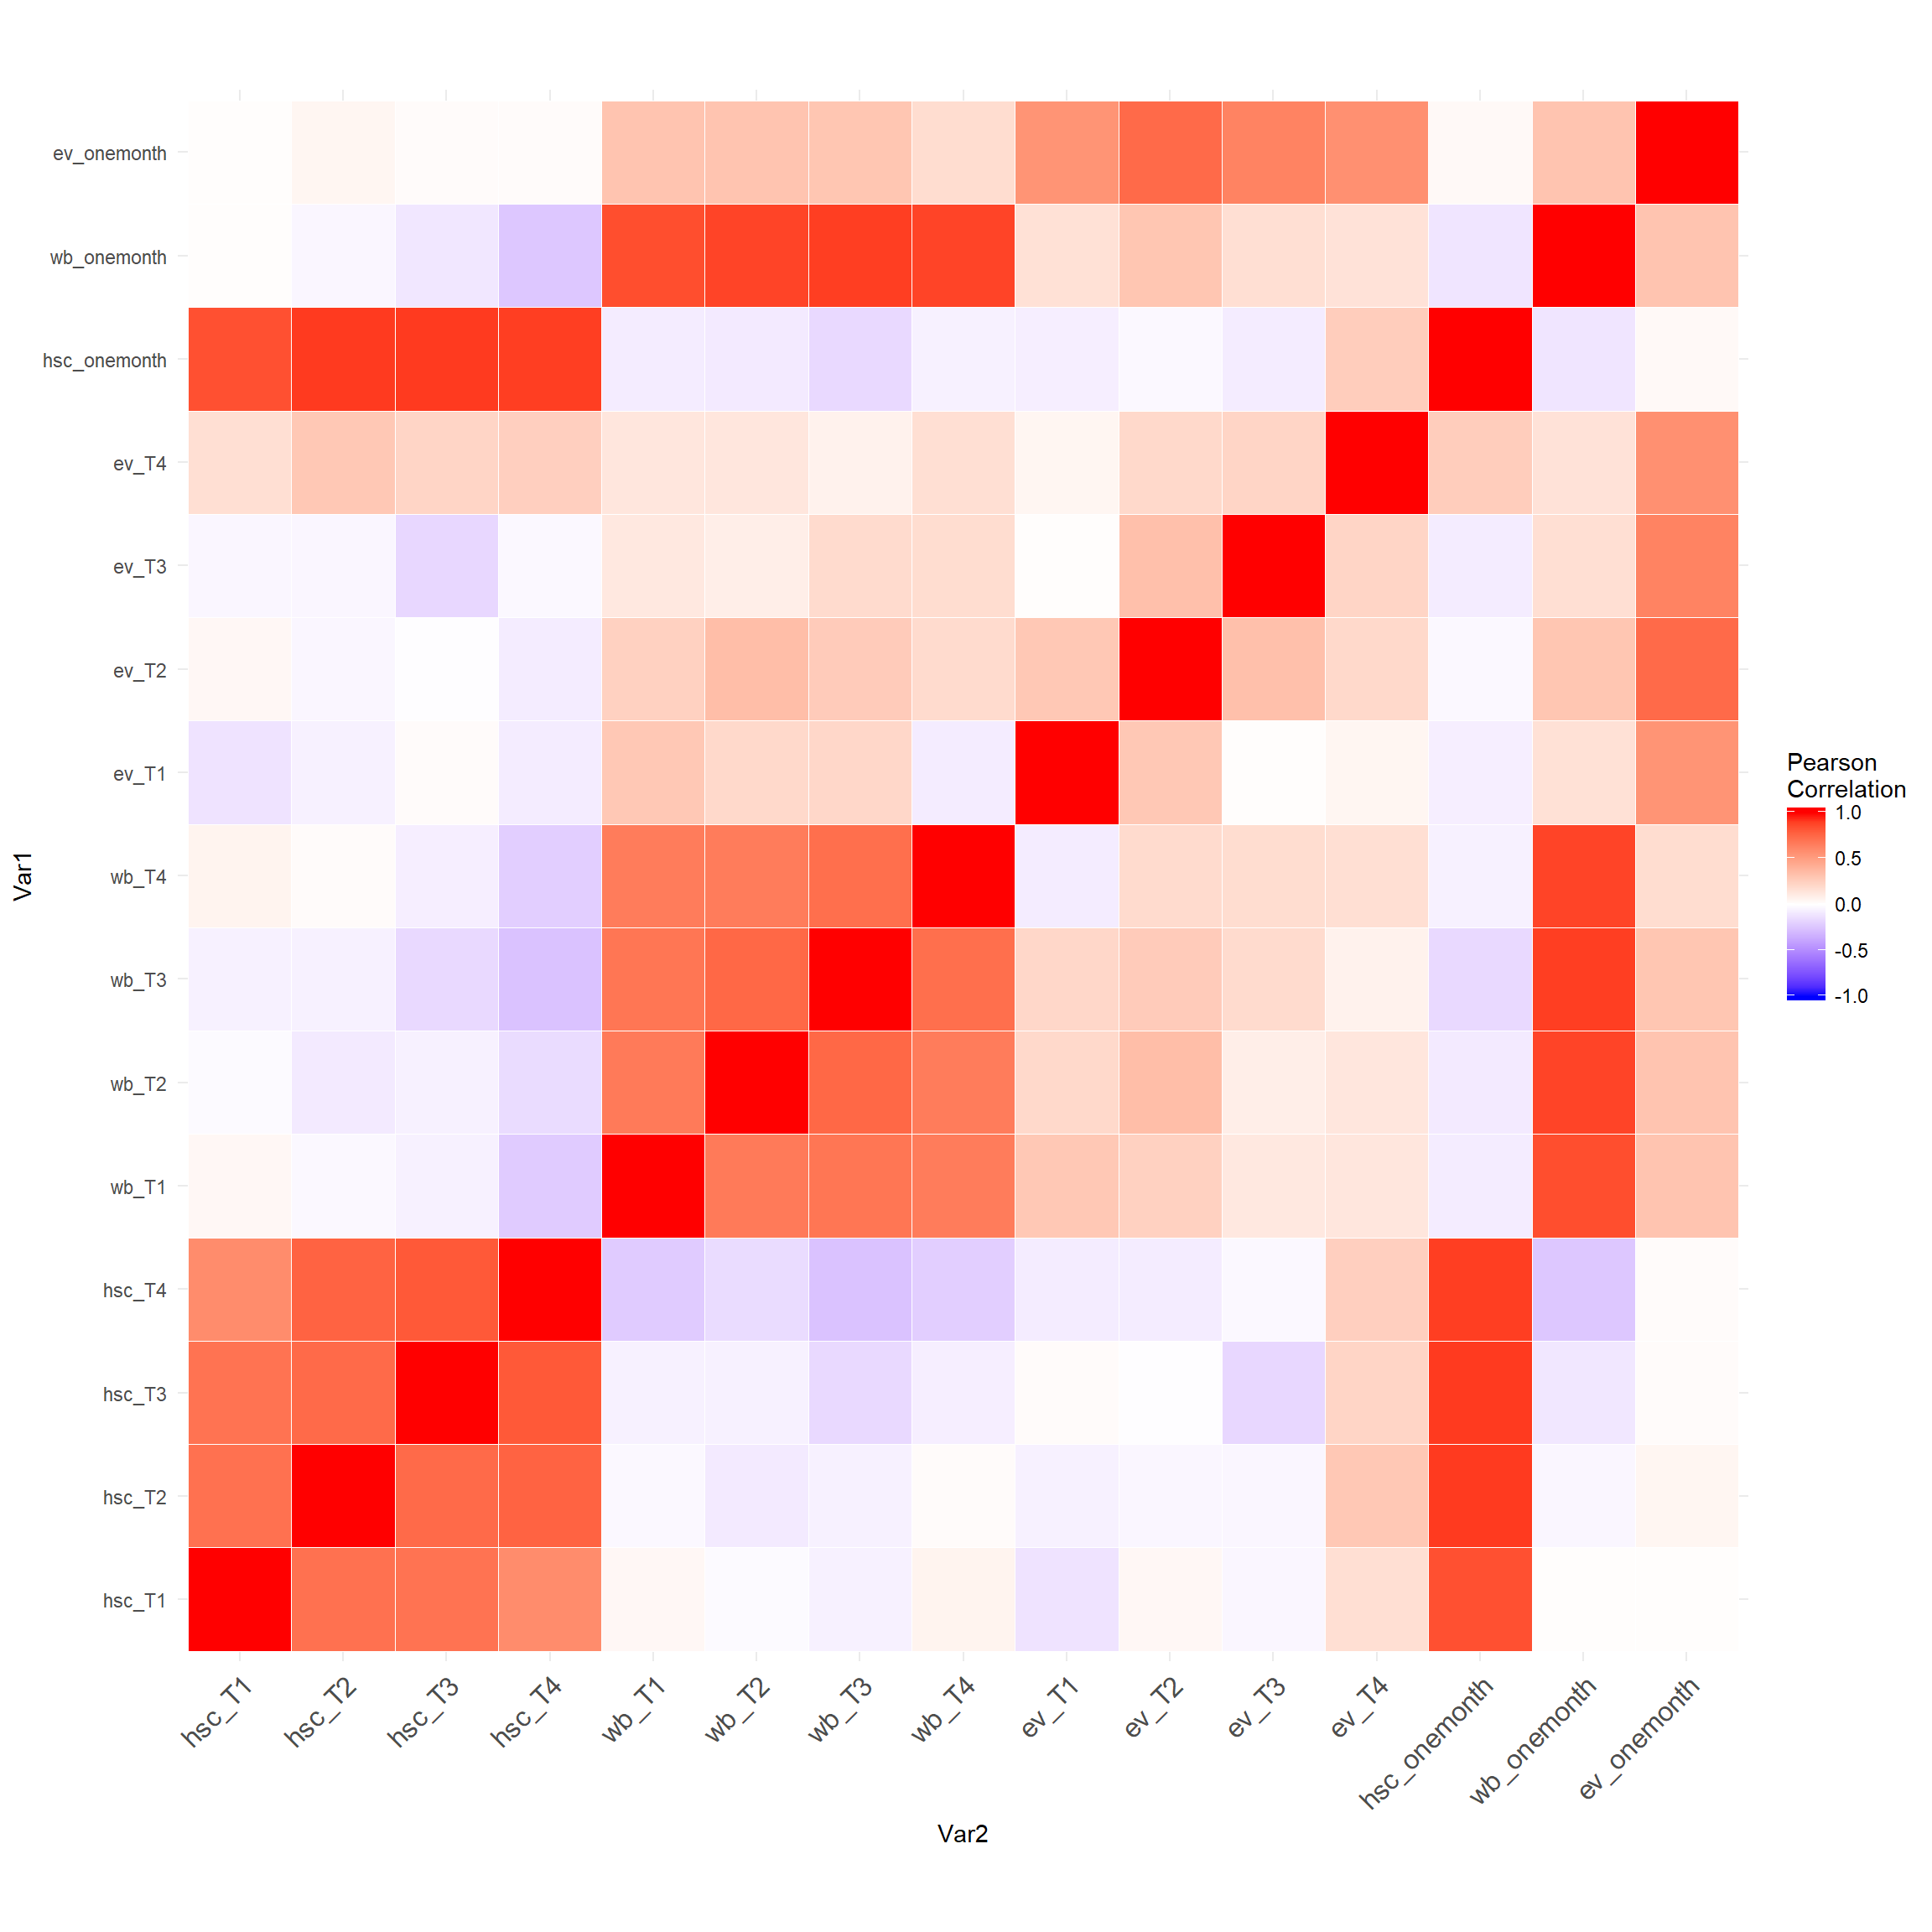 ev_onemonth
wb_onemonth
hsc_onemonth
ev_T4
ev_T3
ev_T2
ev_T1
wb_T4
wb_T3
wb_T2
wb_T1
hsc_T4
hsc_T3
hsc_T2
hsc_T1
Var1
hsc_T1
hsc_T2
hsc_T3
hsc_T4
wb_T1
wb_T2
wb_T3
wb_T4
ev_T1
ev_T2
ev_T3
ev_T4
hsc_onemonth
wb_onemonth
ev_onemonth
Var2
Pearson
Correlation
1.0
0.5
0.0
-0.5
-1.0